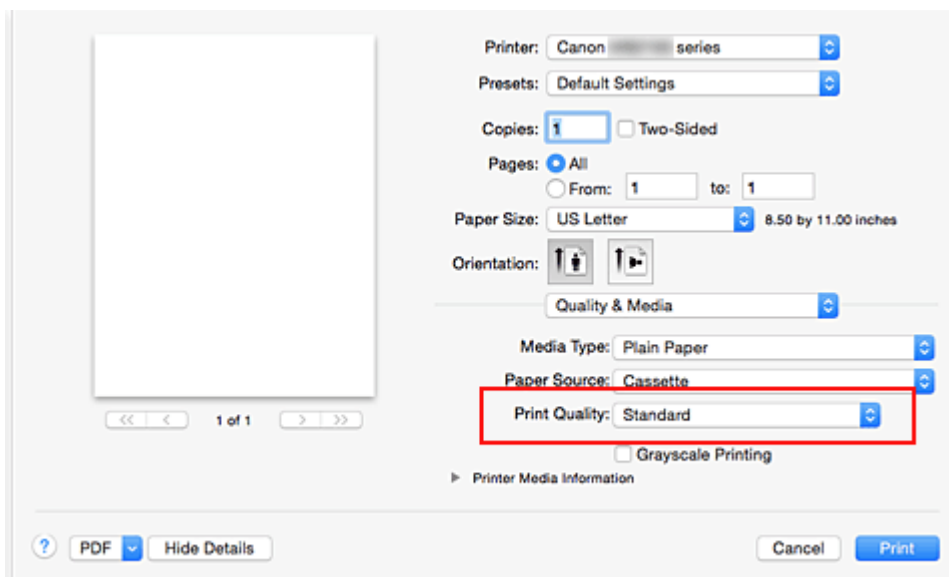 Printer: Canon series
Presets: Default Settings
Copies: 1 Two-Sided
Pages: All
From: 1 to: 1
Paper Size: US Letter 8.50 by 11.00 inches
Orientation:
Quality & Media
Media Type: Plain Paper
Paper Source: Cassette
<< < 1 of 1 > >>
Print Quality: Standard
Grayscale Printing
Printer Media Information
? PDF Hide Details Cancel Print